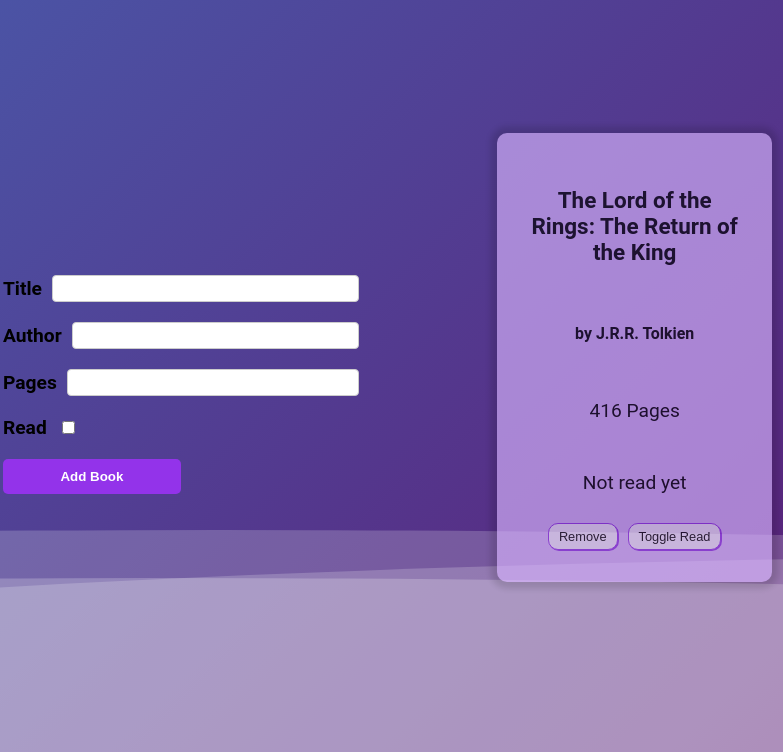 Title
Author
Pages
Read
Add Book
The Lord of the
Rings: The Return of
the King
by J.R.R. Tolkien
416 Pages
Not read yet
Remove
Toggle Read